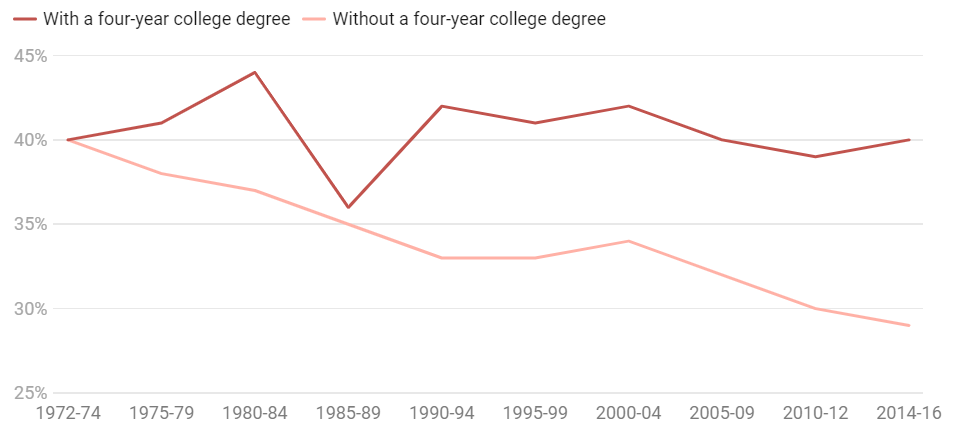 With a four-year college degree Without a four-year college degree
45%
40%
35%
30%
25%
1972-74 1975-79 1980-84 1985-89 1990-94 1995-99 2000-04 2005-09 2010-12 2014-16